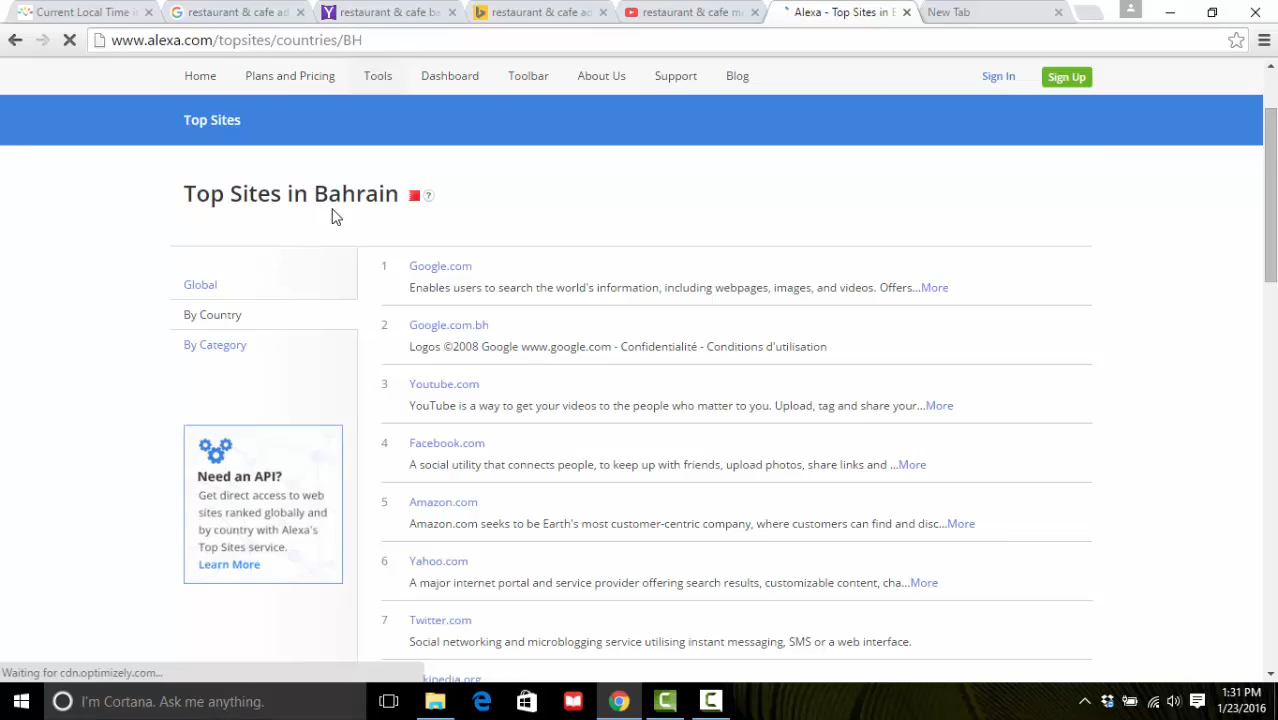 Current Local Time in
restaurant & cafe ad
restaurant & cafe ba
restaurant & cafe ad
restaurant & cafe m
Alexa - Top Sites in B
New Tab
www.alexa.com/topsites/countries/BH
Home Plans and Pricing Tools Dashboard Toolbar About Us Support Blog Sign In Sign Up
Top Sites
Top Sites in Bahrain ?
Global
By Country
By Category
Need an API?
Get direct access to web
sites ranked globally and
by country with Alexa's
Top Sites service.
Learn More
1 Google.com
Enables users to search the world's information, including webpages, images, and videos. Offers...More
2 Google.com.bh
Logos ©2008 Google www.google.com - Confidentialité - Conditions d'utilisation
3 Youtube.com
YouTube is a way to get your videos to the people who matter to you. Upload, tag and share your...More
4 Facebook.com
A social utility that connects people, to keep up with friends, upload photos, share links and ...More
5 Amazon.com
Amazon.com seeks to be Earth's most customer-centric company, where customers can find and disc...More
6 Yahoo.com
A major internet portal and service provider offering search results, customizable content, cha...More
7 Twitter.com
Social networking and microblogging service utilising instant messaging, SMS or a web interface.
kipedia.org
Waiting for cdn.optimizely.com...
I'm Cortana. Ask me anything.
1:31 PM
1/23/2016